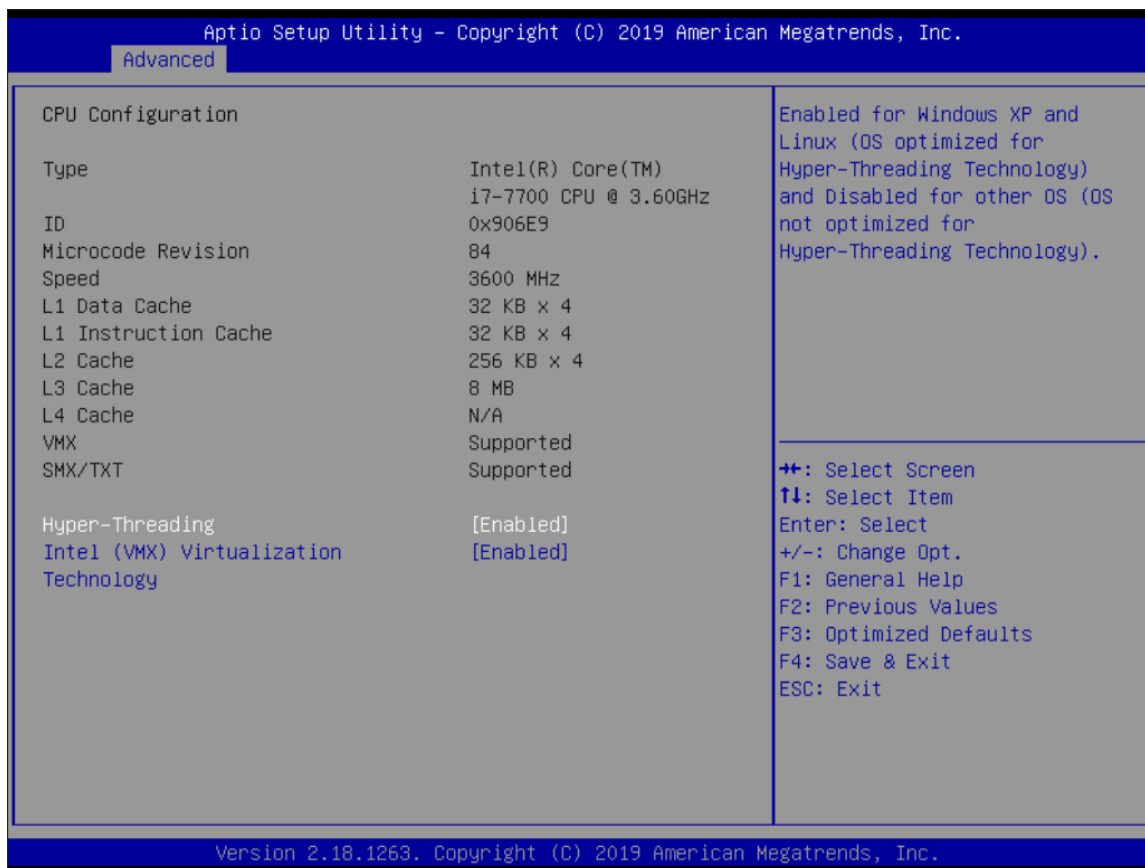 Aptio Setup Utility – Copyright (C) 2019 American Megatrends, Inc.
Advanced
CPU Configuration
Type Intel(R) Core(TM)
i7-7700 CPU @ 3.60GHz
ID 0x906E9
Microcode Revision 84
Speed 3600 MHz
L1 Data Cache 32 KB x 4
L1 Instruction Cache 32 KB x 4
L2 Cache 256 KB x 4
L3 Cache 8 MB
L4 Cache N/A
VMX Supported
SMX/TXT Supported
Hyper-Threading [Enabled]
Intel (VMX) Virtualization [Enabled]
Technology
Enabled for Windows XP and
Linux (OS optimized for
Hyper-Threading Technology)
and Disabled for other OS (OS
not optimized for
Hyper-Threading Technology).
→←: Select Screen
↑↓: Select Item
Enter: Select
+/-: Change Opt.
F1: General Help
F2: Previous Values
F3: Optimized Defaults
F4: Save & Exit
ESC: Exit
Version 2.18.1263. Copyright (C) 2019 American Megatrends, Inc.